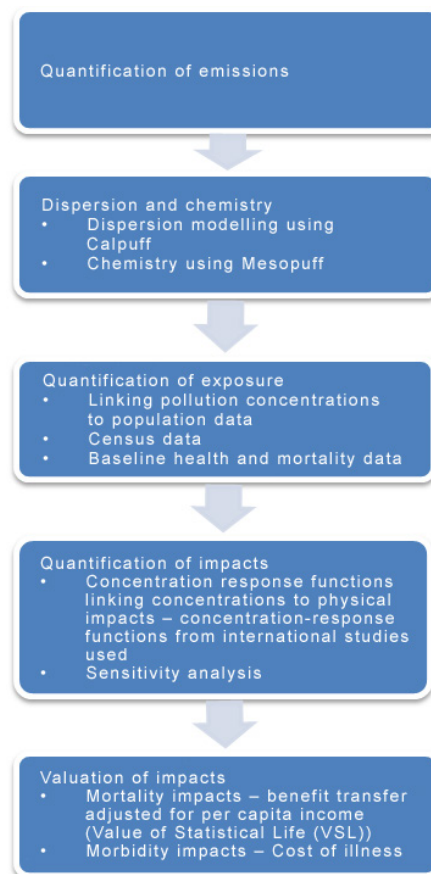 Quantification of emissions
Dispersion and chemistry
• Dispersion modelling using
Calpuff
• Chemistry using Mesopuff
Quantification of exposure
• Linking pollution concentrations
to population data
• Census data
• Baseline health and mortality data
Quantification of impacts
• Concentration response functions
linking concentrations to physical
impacts – concentration-response
functions from international studies
used
• Sensitivity analysis
Valuation of impacts
• Mortality impacts – benefit transfer
adjusted for per capita income
(Value of Statistical Life (VSL))
• Morbidity impacts – Cost of illness